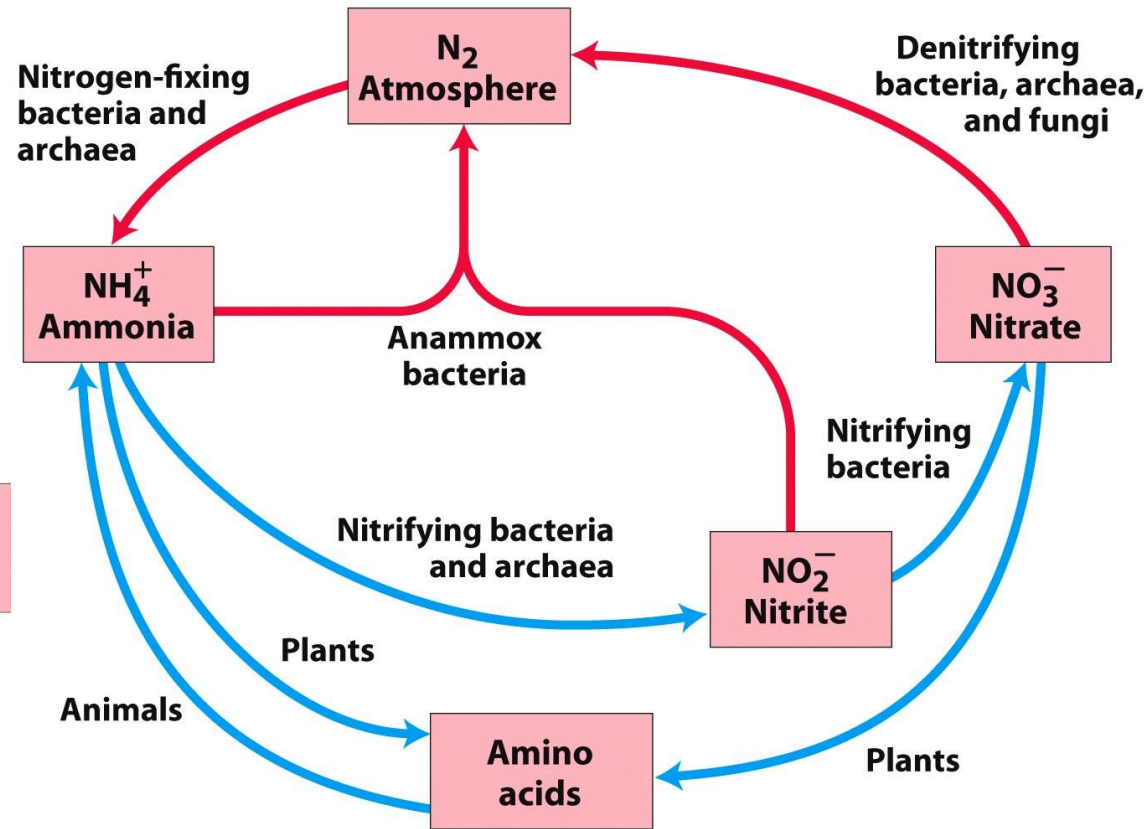 N₂
Atmosphere
Nitrogen-fixing
bacteria and
archaea
Denitrifying
bacteria, archaea,
and fungi
NH₄⁺
Ammonia
NO₃⁻
Nitrate
Anammox
bacteria
Nitrifying
bacteria
Nitrifying bacteria
and archaea
NO₂⁻
Nitrite
Plants
Animals
Amino
acids
Plants